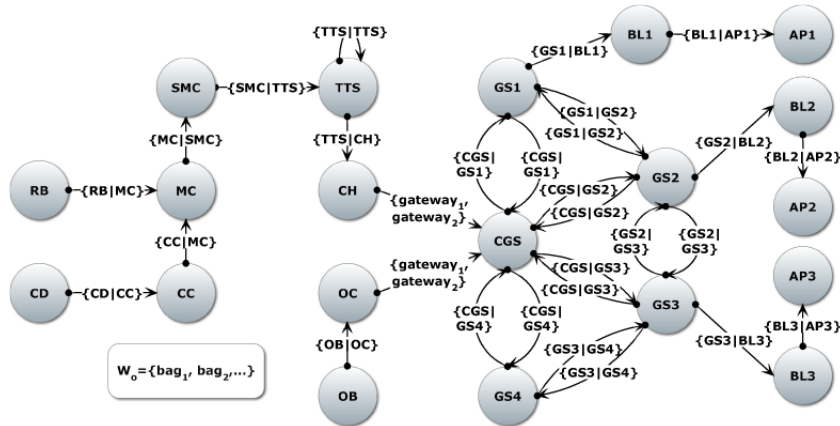 {TTS|TTS}
BL1
{BL1|AP1}
AP1
{GS1|BL1}
SMC
{SMC|TTS}
TTS
GS1
BL2
{GS1|GS2}
{GS1|GS2}
{MC|SMC}
{TTS|CH}
{GS2|BL2}
{BL2|AP2}
{CGS|
GS1}
{CGS|
GS1}
GS2
RB
{RB|MC}
MC
CH
{gateway1,
gateway2}
{CGS|GS2}
{CGS|GS2}
AP2
{CC|MC}
CGS
{GS2|
GS3}
{GS2|
GS3}
{gateway1,
gateway2}
{CGS|GS3}
{CGS|GS3}
AP3
CD
{CD|CC}
CC
OC
GS3
{CGS|
GS4}
{CGS|
GS4}
{BL3|AP3}
{OB|OC}
{GS3|GS4}
{GS3|GS4}
{GS3|BL3}
W0={bag1, bag2,...}
OB
GS4
BL3